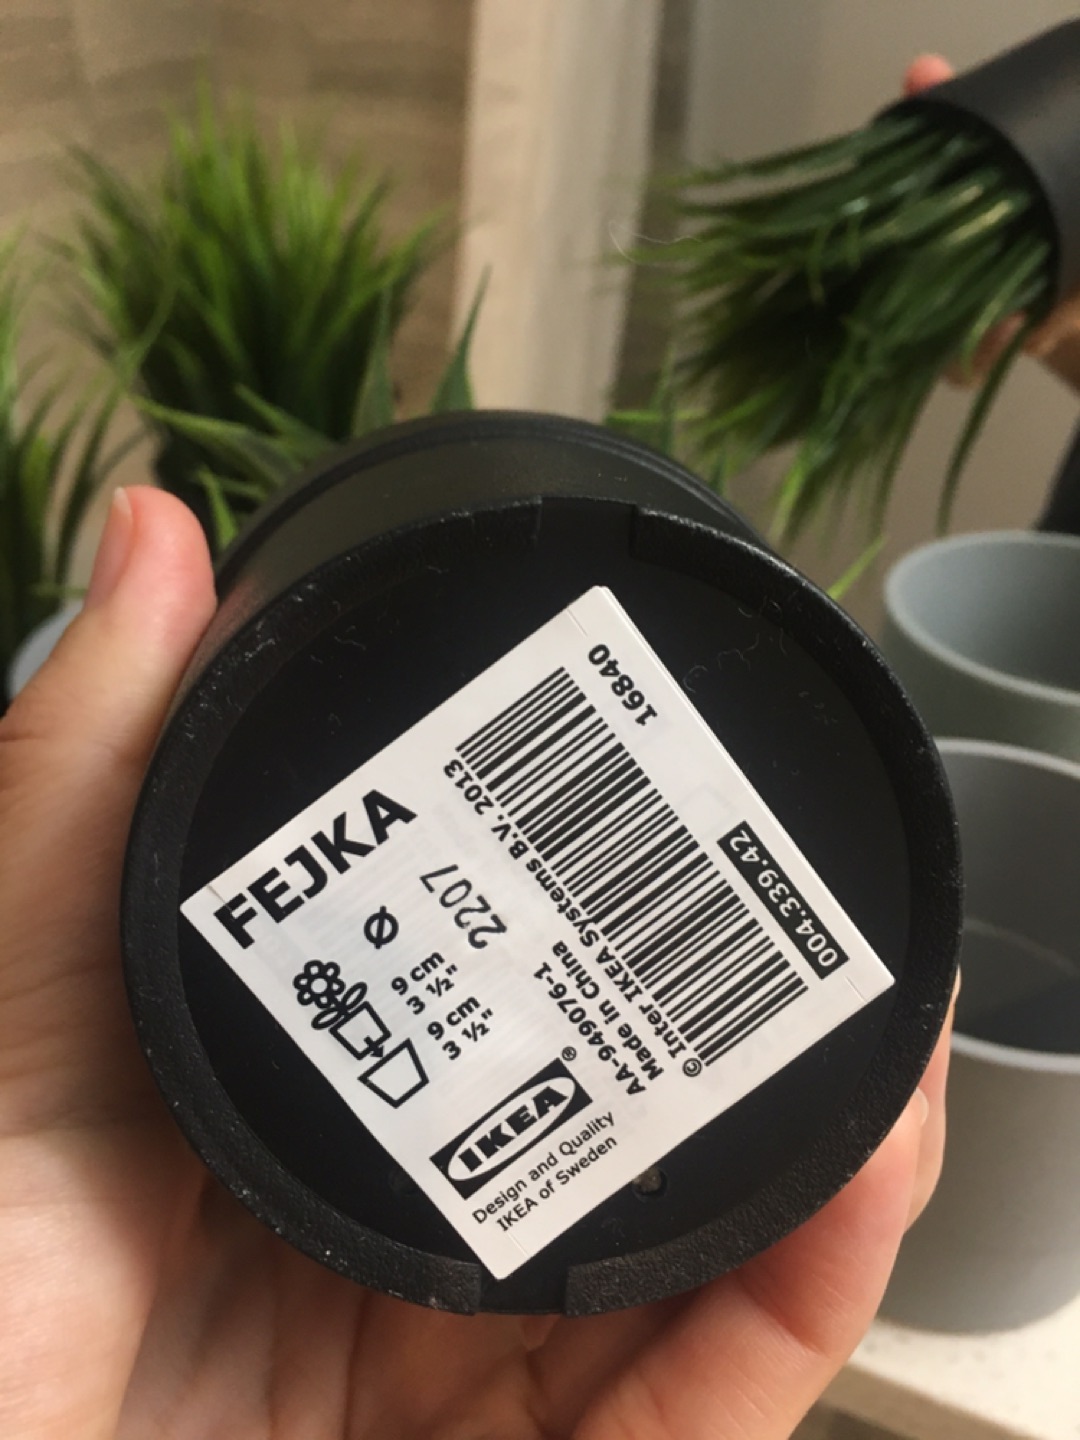 FEJKA
Ø
9 cm
3 ½"
9 cm
3 ½"
2207
IKEA®
Design and Quality
IKEA of Sweden
AA-949076-1
Made in China
© Inter IKEA Systems B.V. 2013
004.339.42
16840